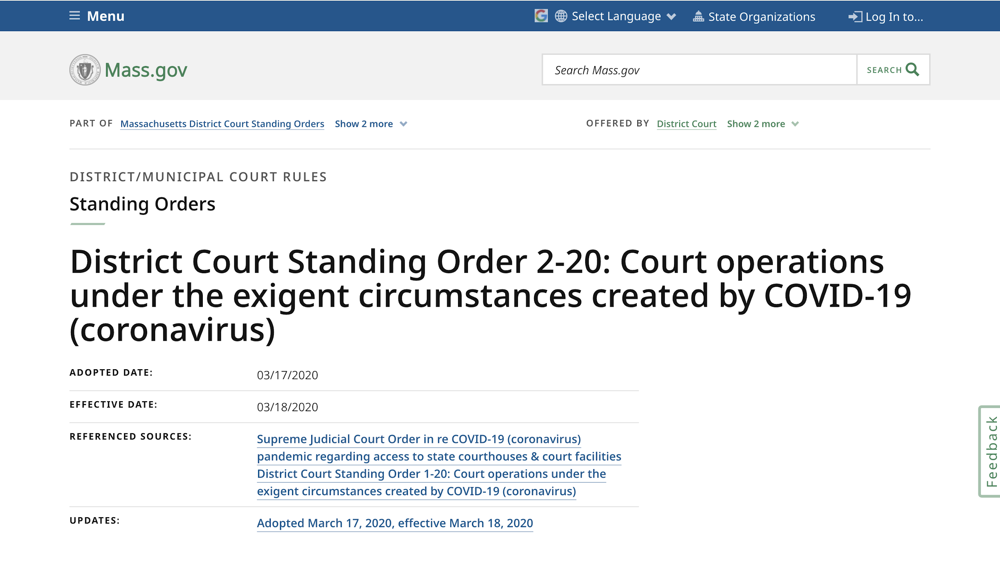 Menu
Select Language
State Organizations
Log In to...
Mass.gov
Search Mass.gov
SEARCH
PART OF Massachusetts District Court Standing Orders Show 2 more
OFFERED BY District Court Show 2 more
DISTRICT/MUNICIPAL COURT RULES
Standing Orders
District Court Standing Order 2-20: Court operations
under the exigent circumstances created by COVID-19
(coronavirus)
ADOPTED DATE: 03/17/2020
EFFECTIVE DATE: 03/18/2020
REFERENCED SOURCES: Supreme Judicial Court Order in re COVID-19 (coronavirus)
pandemic regarding access to state courthouses & court facilities
District Court Standing Order 1-20: Court operations under the
exigent circumstances created by COVID-19 (coronavirus)
UPDATES: Adopted March 17, 2020, effective March 18, 2020
Feedback